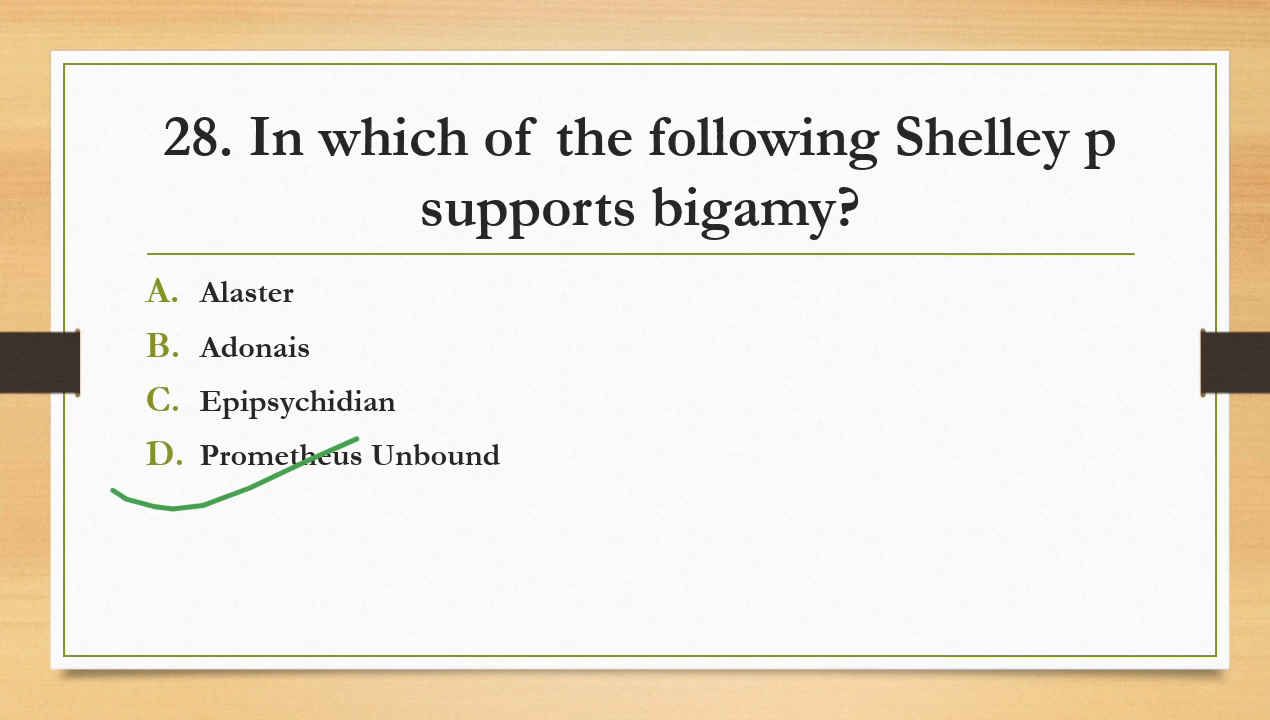 28. In which of the following Shelley p
supports bigamy?
A. Alaster
B. Adonais
C. Epipsychidian
D. Prometheus Unbound